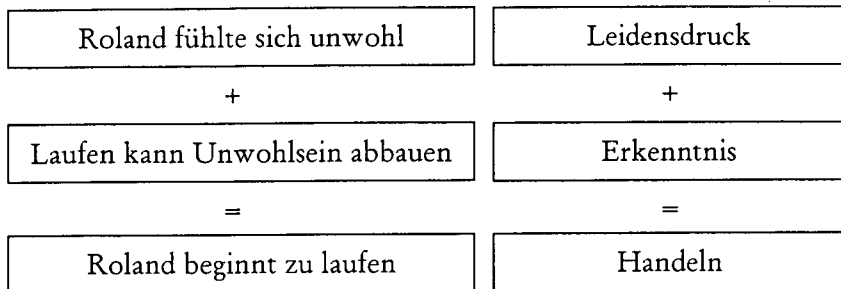 Roland fühlte sich unwohl
Leidensdruck
+
+
Laufen kann Unwohlsein abbauen
Erkenntnis
=
=
Roland beginnt zu laufen
Handeln